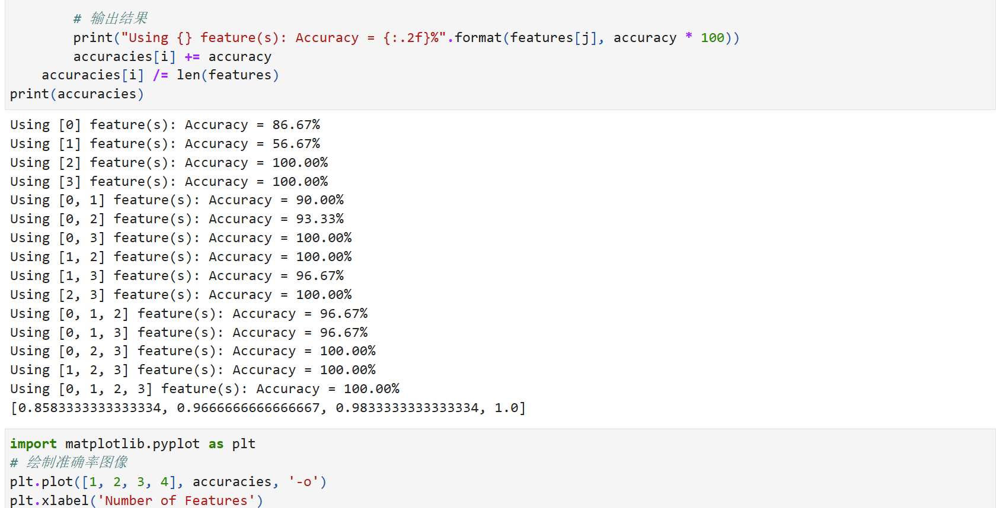 # 输出结果
print("Using {} feature(s): Accuracy = {:.2f}%".format(features[j], accuracy * 100))
accuracies[i] += accuracy
accuracies[i] /= len(features)
print(accuracies)
Using [0] feature(s): Accuracy = 86.67%
Using [1] feature(s): Accuracy = 56.67%
Using [2] feature(s): Accuracy = 100.00%
Using [3] feature(s): Accuracy = 100.00%
Using [0, 1] feature(s): Accuracy = 90.00%
Using [0, 2] feature(s): Accuracy = 93.33%
Using [0, 3] feature(s): Accuracy = 100.00%
Using [1, 2] feature(s): Accuracy = 100.00%
Using [1, 3] feature(s): Accuracy = 96.67%
Using [2, 3] feature(s): Accuracy = 100.00%
Using [0, 1, 2] feature(s): Accuracy = 96.67%
Using [0, 1, 3] feature(s): Accuracy = 96.67%
Using [0, 2, 3] feature(s): Accuracy = 100.00%
Using [1, 2, 3] feature(s): Accuracy = 100.00%
Using [0, 1, 2, 3] feature(s): Accuracy = 100.00%
[0.8583333333333334, 0.9666666666666667, 0.9833333333333334, 1.0]
import matplotlib.pyplot as plt
# 绘制准确率图像
plt.plot([1, 2, 3, 4], accuracies, '-o')
plt.xlabel('Number of Features')